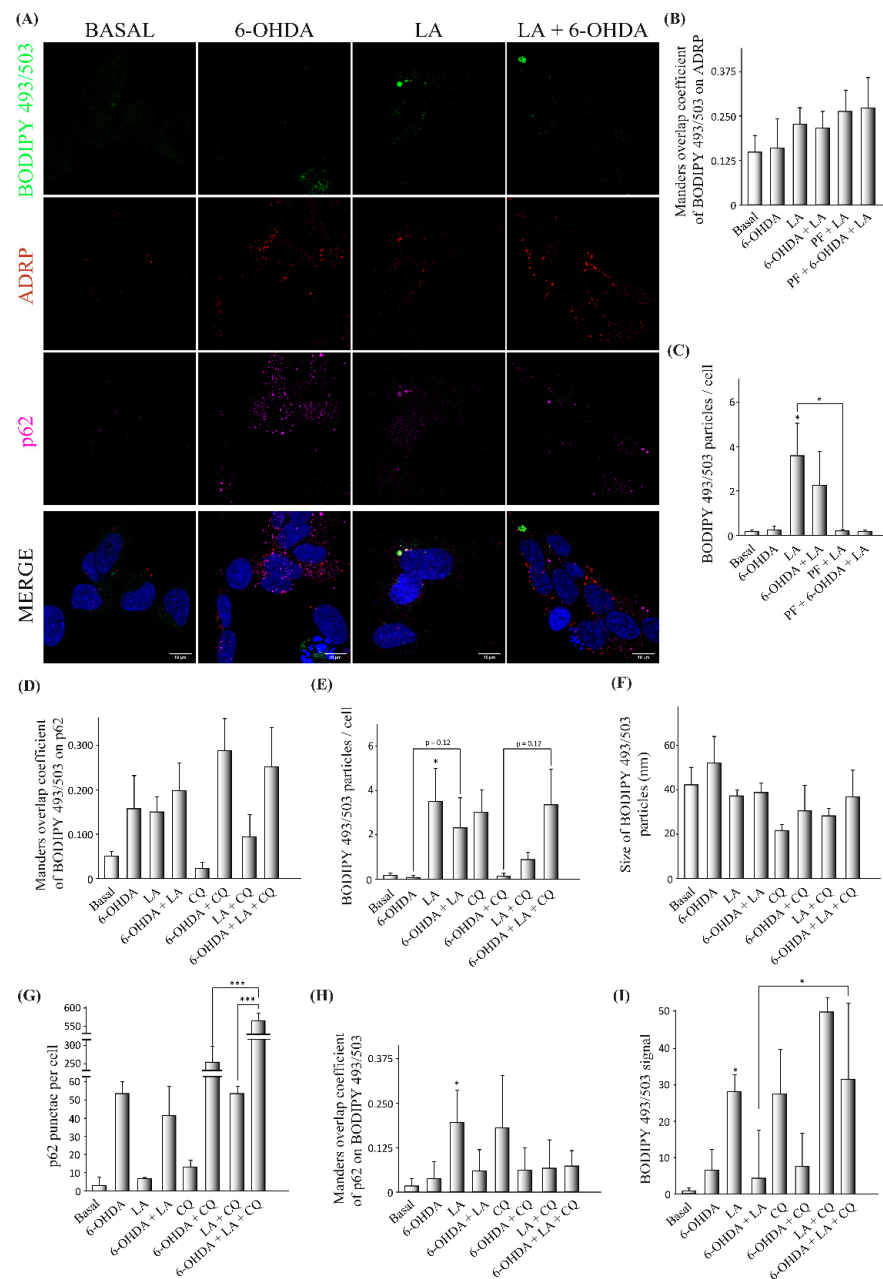 (A)
BASAL 6-OHDA LA LA + 6-OHDA
BODIPY 493/503
ADRP
p62
MERGE
10 μm 10 μm 10 μm 10 μm
(B)
Manders overlap coefficient
of BODIPY 493/503 on ADRP
0.375
0.250
0.125
0
Basal
6-OHDA
LA
6-OHDA + LA
PF + LA
PF + 6-OHDA + LA
(C)
BODIPY 493/503 particles / cell
6
4
2
0
*
*
Basal
6-OHDA
LA
6-OHDA + LA
PF + LA
PF + 6-OHDA + LA
(D)
Manders overlap coefficient
of BODIPY 493/503 on p62
0.300
0.200
0.100
0.000
Basal
6-OHDA
LA
6-OHDA + LA
CQ
6-OHDA + CQ
LA + CQ
6-OHDA + LA + CQ
(E)
BODIPY 493/503 particles / cell
6
4
2
0
p = 0.12
p = 0.12
*
Basal
6-OHDA
LA
6-OHDA + LA
CQ
6-OHDA + CQ
LA + CQ
6-OHDA + LA + CQ
(F)
Size of BODIPY 493/503
particles (nm)
80
60
40
20
0
Basal
6-OHDA
LA
6-OHDA + LA
CQ
6-OHDA + CQ
LA + CQ
6-OHDA + LA + CQ
(G)
p62 punctae per cell
600
550
250
60
50
40
30
20
10
0
***
***
Basal
6-OHDA
LA
6-OHDA + LA
CQ
6-OHDA + CQ
LA + CQ
6-OHDA + LA + CQ
(H)
Manders overlap coefficient
of p62 on BODIPY 493/503
0.375
0.250
0.125
0
*
Basal
6-OHDA
LA
6-OHDA + LA
CQ
6-OHDA + CQ
LA + CQ
6-OHDA + LA + CQ
(I)
BODIPY 493/503 signal
50
40
30
20
10
0
*
*
Basal
6-OHDA
LA
6-OHDA + LA
CQ
6-OHDA + CQ
LA + CQ
6-OHDA + LA + CQ